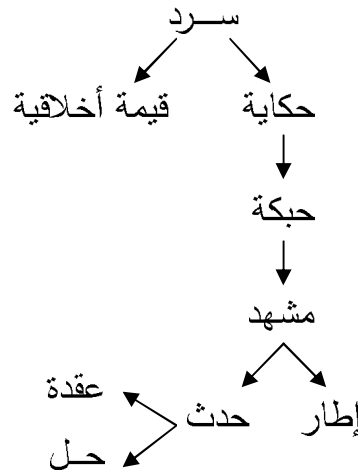 سـرد
حكاية
قيمة أخلاقية
حبكة
مشهد
إطار
حدث
عقدة
حـل